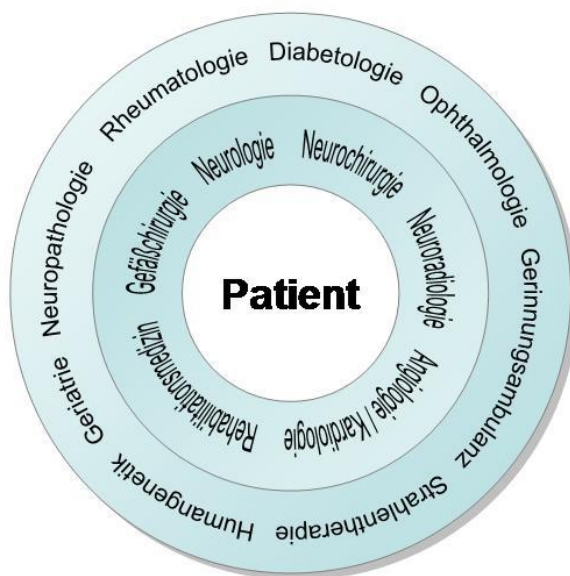 Diabetologie
Ophthalmologie
Gerinnungsambulanz
Strahlentherapie
Humangenetik
Geriatrie
Neuropathologie
Rheumatologie
Neurologie
Neurochirurgie
Neuroradiologie
Angiologie / Kardiologie
Rehabilitationsmedizin
Gefäßchirurgie
Patient